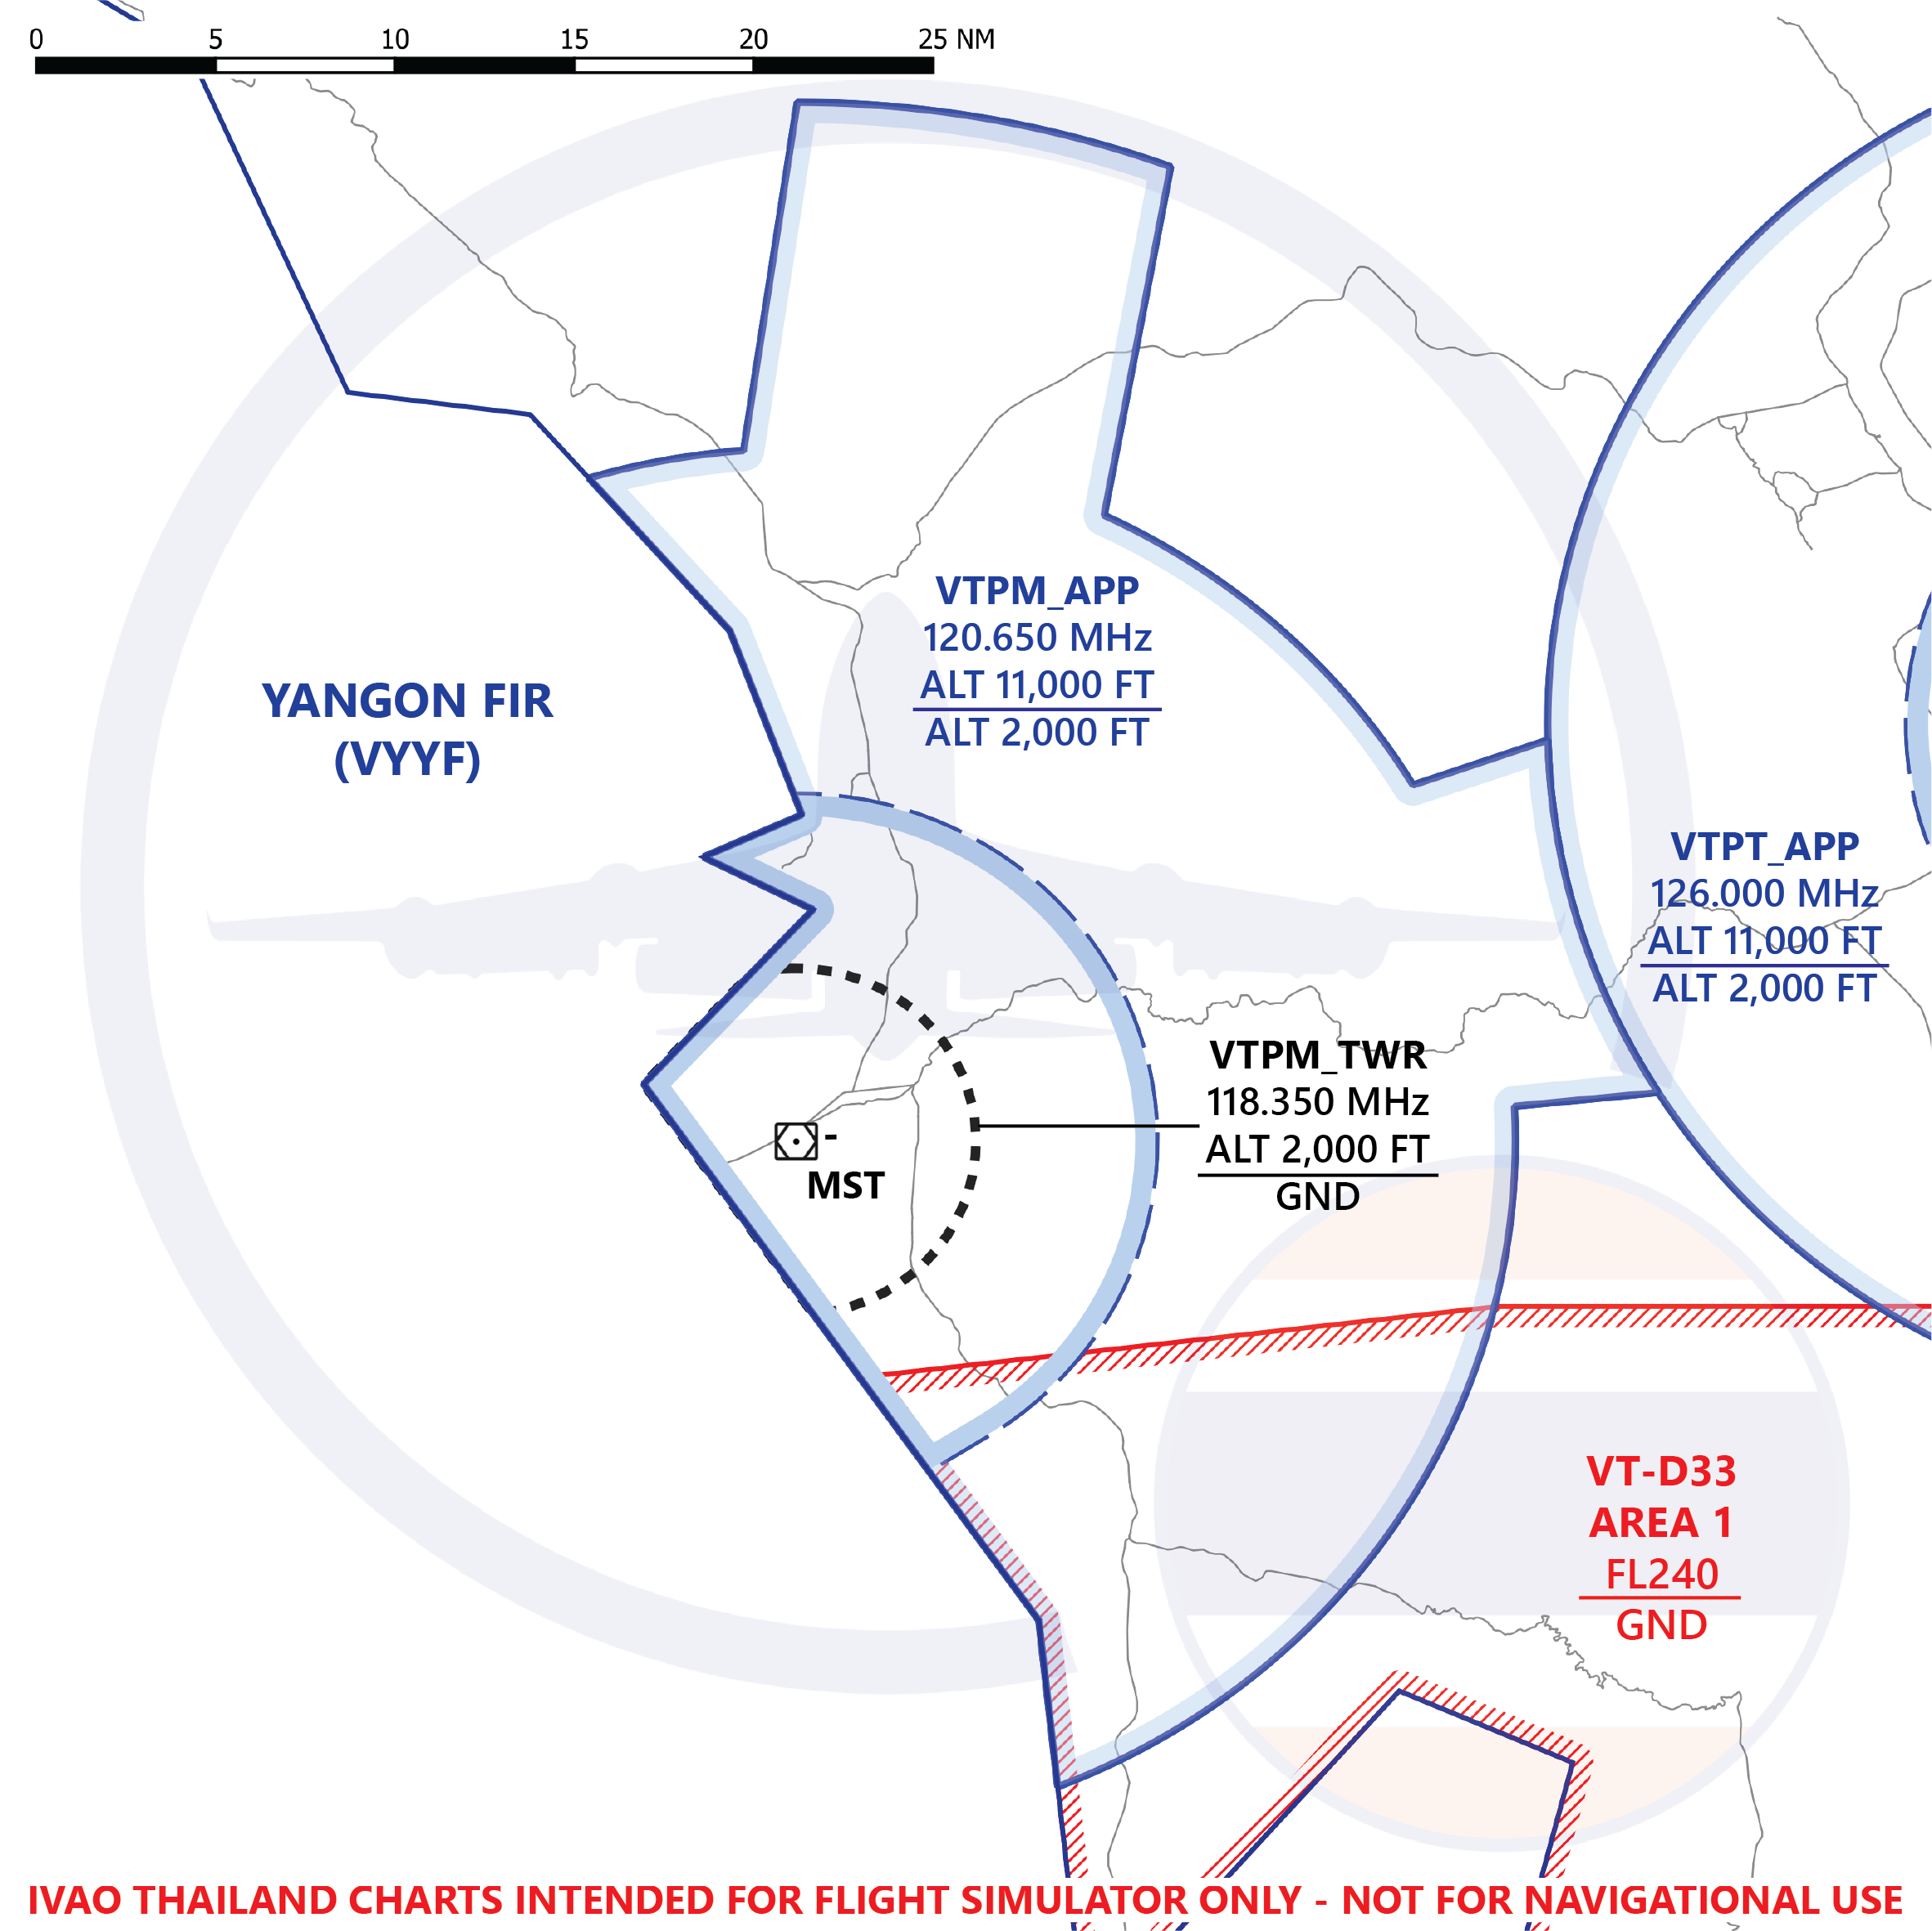 0 5 10 15 20 25 NM
VTPM_APP
120.650 MHz
ALT 11,000 FT
ALT 2,000 FT
YANGON FIR
(VYYF)
VTPT_APP
126.000 MHz
ALT 11,000 FT
ALT 2,000 FT
VTPM_TWR
118.350 MHz
ALT 2,000 FT
GND
-
MST
VT-D33
AREA 1
FL240
GND
IVAO THAILAND CHARTS INTENDED FOR FLIGHT SIMULATOR ONLY - NOT FOR NAVIGATIONAL USE